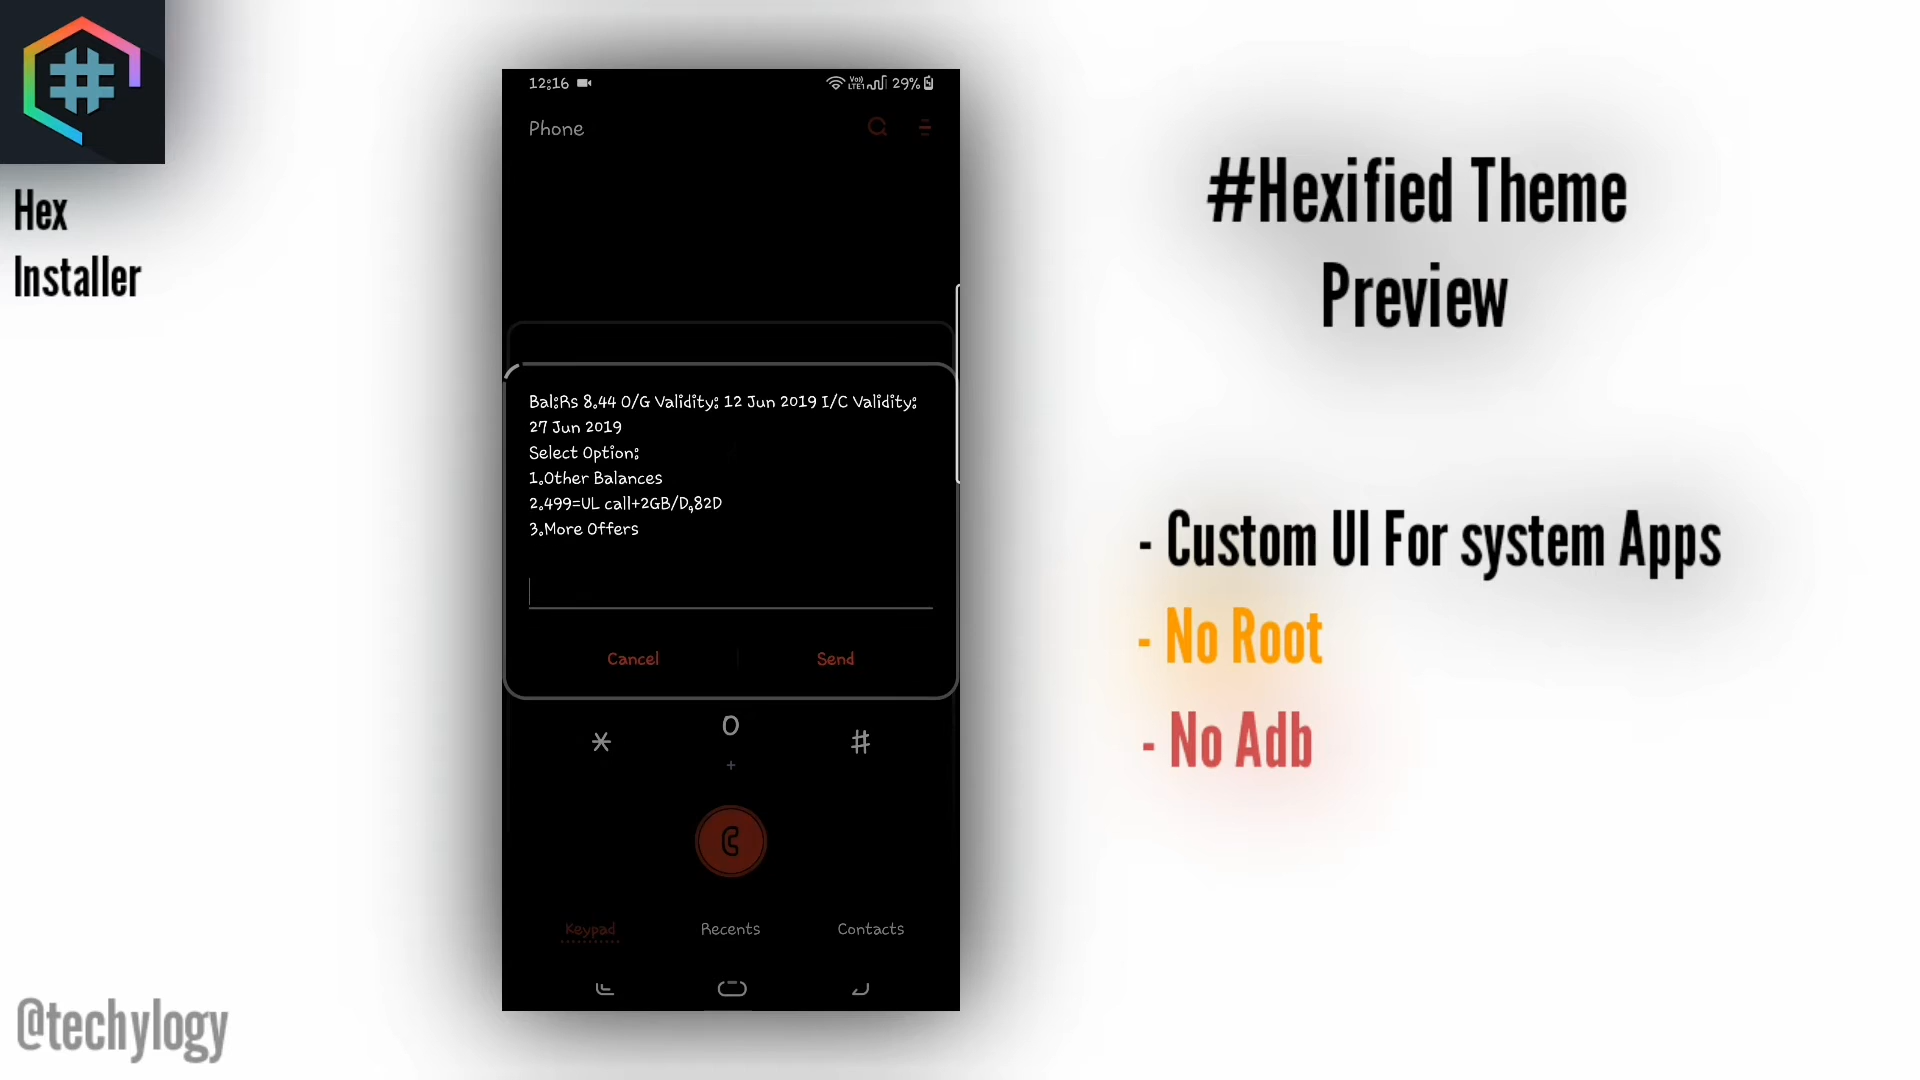 Hex
Installer
12:16
Vo))
LTE1
29%
Phone
Bal:Rs 8.44 O/G Validity: 12 Jun 2019 I/C Validity:
27 Jun 2019
Select Option:
1.Other Balances
2.499=UL call+2GB/D,82D
3.More Offers
Cancel
Send
* 0 #
+
Keypad
Recents
Contacts
#Hexified Theme
Preview
- Custom UI For system Apps
- No Root
- No Adb
@techylogy